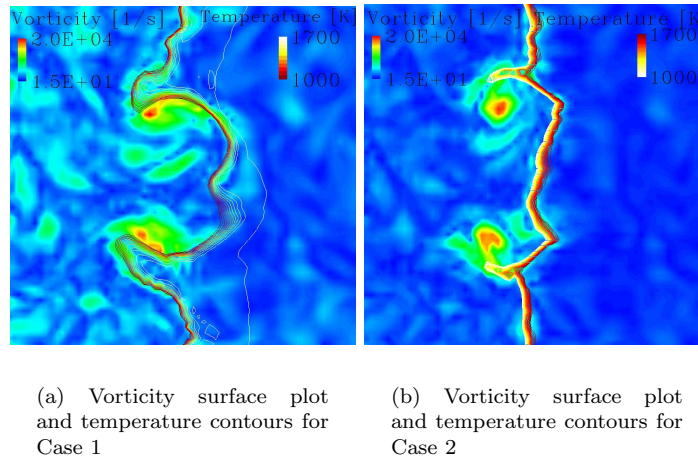 Vorticity [1/s] Temperature [K]
2.0E+04 1700
1.5E+01 1000
Vorticity [1/s] Temperature [K
2.0E+04 1700
1.5E+01 1000
(a) Vorticity surface plot
and temperature contours for
Case 1
(b) Vorticity surface plot
and temperature contours for
Case 2